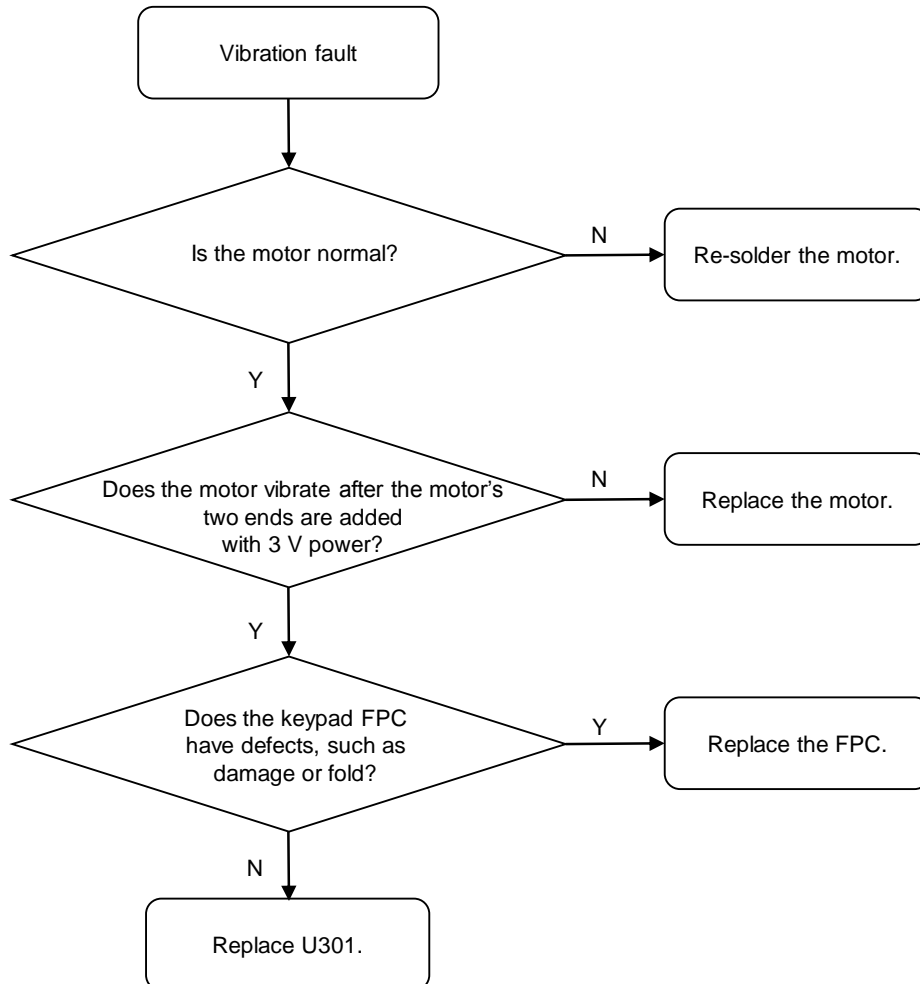 Vibration fault
Is the motor normal?
N
Re-solder the motor.
Y
Does the motor vibrate after the motor’s
two ends are added
with 3 V power?
N
Replace the motor.
Y
Does the keypad FPC
have defects, such as
damage or fold?
Y
Replace the FPC.
N
Replace U301.